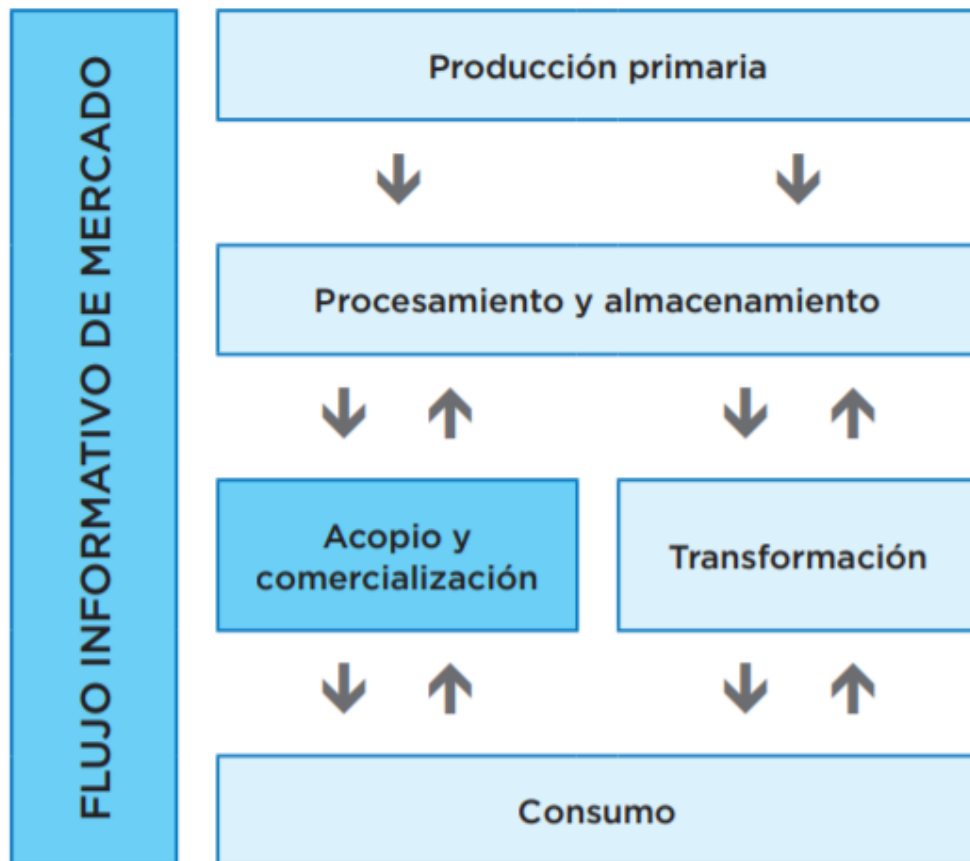 FLUJO INFORMATIVO DE MERCADO
Producción primaria
Procesamiento y almacenamiento
Acopio y
comercialización
Transformación
Consumo